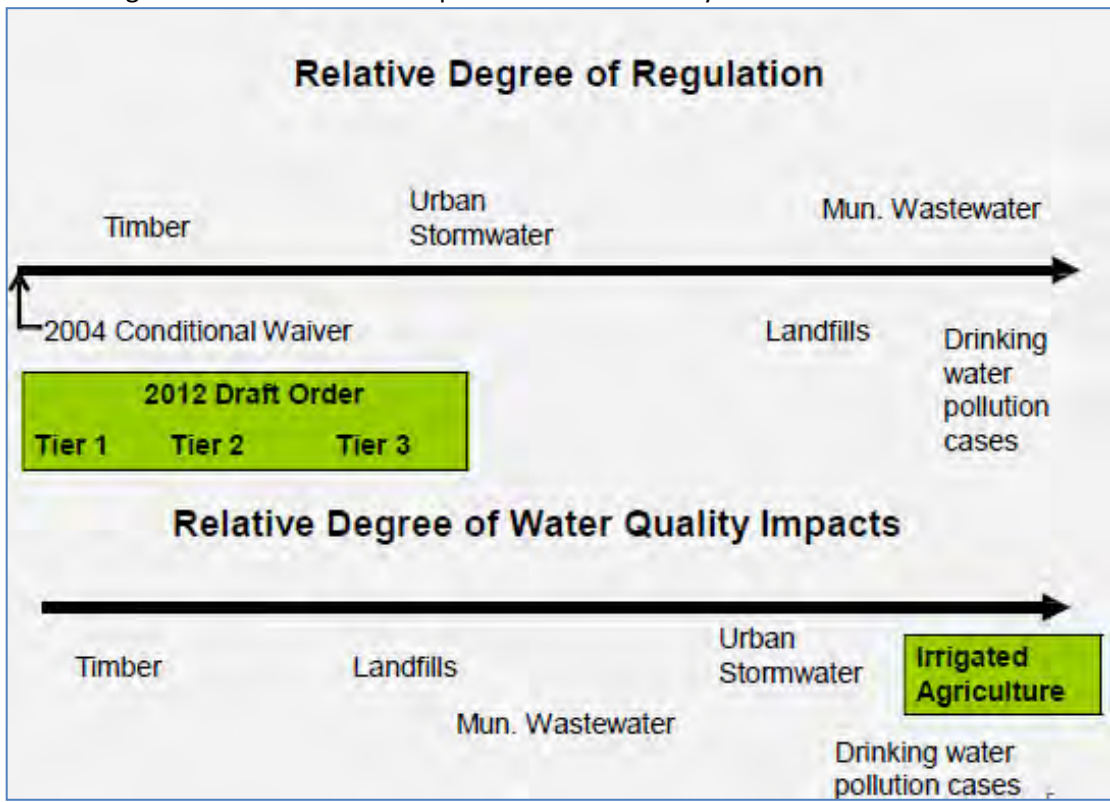 Relative Degree of Regulation
Timber
Urban
Stormwater
Mun. Wastewater
2004 Conditional Waiver
Landfills
Drinking
water
pollution
cases
2012 Draft Order
Tier 1 Tier 2 Tier 3
Relative Degree of Water Quality Impacts
Timber
Landfills
Mun. Wastewater
Urban
Stormwater
Irrigated
Agriculture
Drinking water
pollution cases